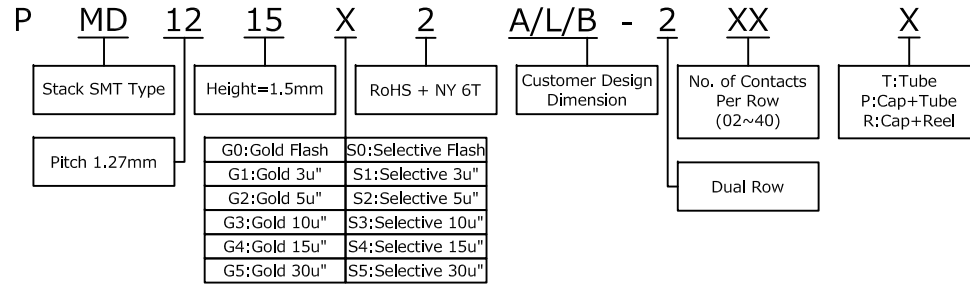 P MD 12 15 X 2 A/L/B - 2 XX X
Stack SMT Type
Height=1.5mm
RoHS + NY 6T
Customer Design
Dimension
No. of Contacts
Per Row
(02~40)
T:Tube
P:Cap+Tube
R:Cap+Reel
Pitch 1.27mm
G0:Gold Flash S0:Selective Flash
G1:Gold 3u" S1:Selective 3u"
G2:Gold 5u" S2:Selective 5u"
G3:Gold 10u" S3:Selective 10u"
G4:Gold 15u" S4:Selective 15u"
G5:Gold 30u" S5:Selective 30u"
Dual Row